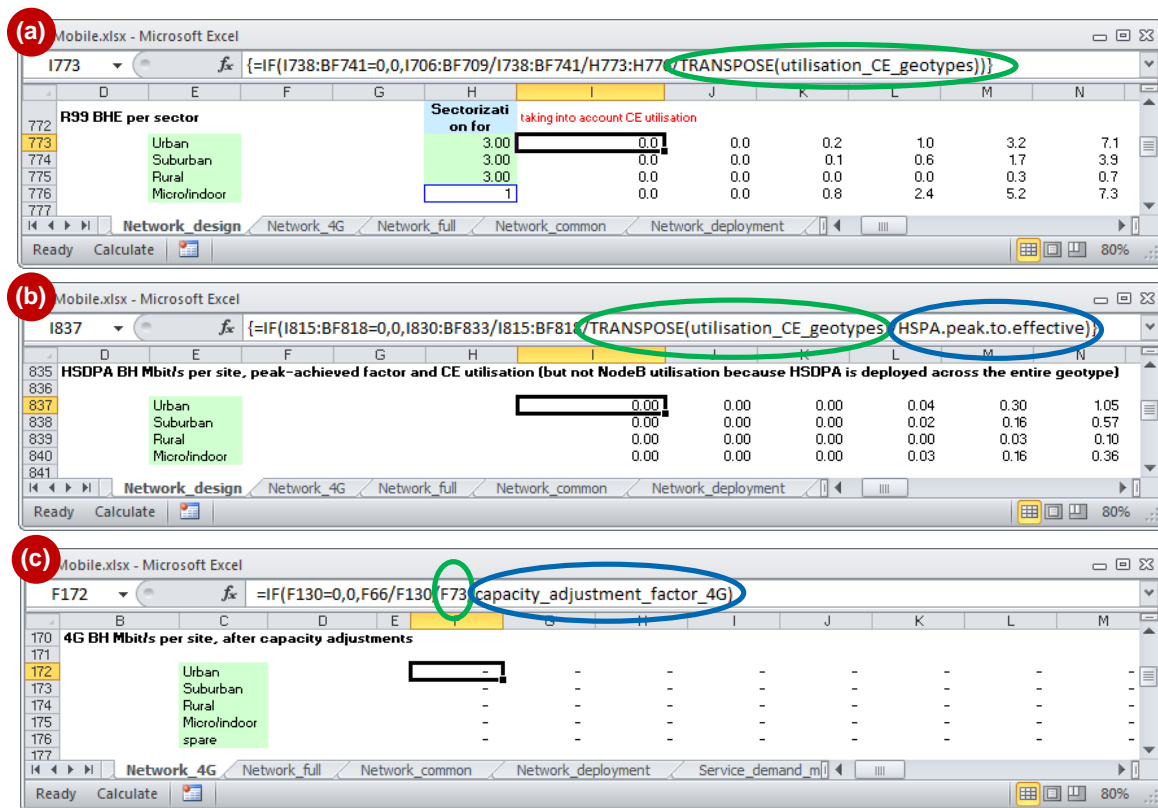 (a)
Mobile.xlsx - Microsoft Excel
I773 fx {=IF(I738:BF741=0,0,I706:BF709/I738:BF741/H773:H776/TRANSPOSE(utilisation_CE_geotypes))}
D E F G H I J K L M N
772 R99 BHE per sector Sectorizati on for taking into account CE utilisation
773 Urban 3.00 0.0 0.0 0.2 1.0 3.2 7.1
774 Suburban 3.00 0.0 0.0 0.1 0.6 1.7 3.9
775 Rural 3.00 0.0 0.0 0.0 0.0 0.3 0.7
776 Micro/indoor 1 0.0 0.0 0.8 2.4 5.2 7.3
777
Network_design Network_4G Network_full Network_common Network_deployment
Ready Calculate 80%
(b)
Mobile.xlsx - Microsoft Excel
I837 fx {=IF(I815:BF818=0,0,I830:BF833/I815:BF818/TRANSPOSE(utilisation_CE_geotypes)/HSPA.peak.to.effective)}
D E F G H I J K L M N
835 HSDPA BH Mbit/s per site, peak-achieved factor and CE utilisation (but not NodeB utilisation because HSDPA is deployed across the entire geotype)
836
837 Urban 0.00 0.00 0.00 0.04 0.30 1.05
838 Suburban 0.00 0.00 0.00 0.02 0.16 0.57
839 Rural 0.00 0.00 0.00 0.00 0.03 0.10
840 Micro/indoor 0.00 0.00 0.00 0.03 0.16 0.36
841
Network_design Network_4G Network_full Network_common Network_deployment
Ready Calculate 80%
(c)
Mobile.xlsx - Microsoft Excel
F172 fx =IF(F130=0,0,F66/F130/F73/capacity_adjustment_factor_4G)
B C D E F G H I J K L M
170 4G BH Mbit/s per site, after capacity adjustments
171
172 Urban - - - - - - - -
173 Suburban - - - - - - - -
174 Rural - - - - - - - -
175 Micro/indoor - - - - - - - -
176 spare - - - - - - - -
177
Network_4G Network_full Network_common Network_deployment Service_demand_m
Ready Calculate 80%